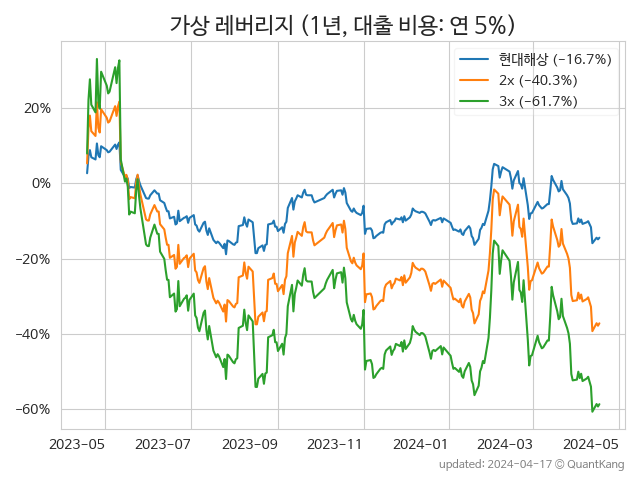 가상 레버리지 (1년, 대출 비용: 연 5%)
현대해상 (-16.7%)
2x (-40.3%)
3x (-61.7%)
20%
0%
−20%
−40%
−60%
2023-05 2023-07 2023-09 2023-11 2024-01 2024-03 2024-05
updated: 2024-04-17 © QuantKang